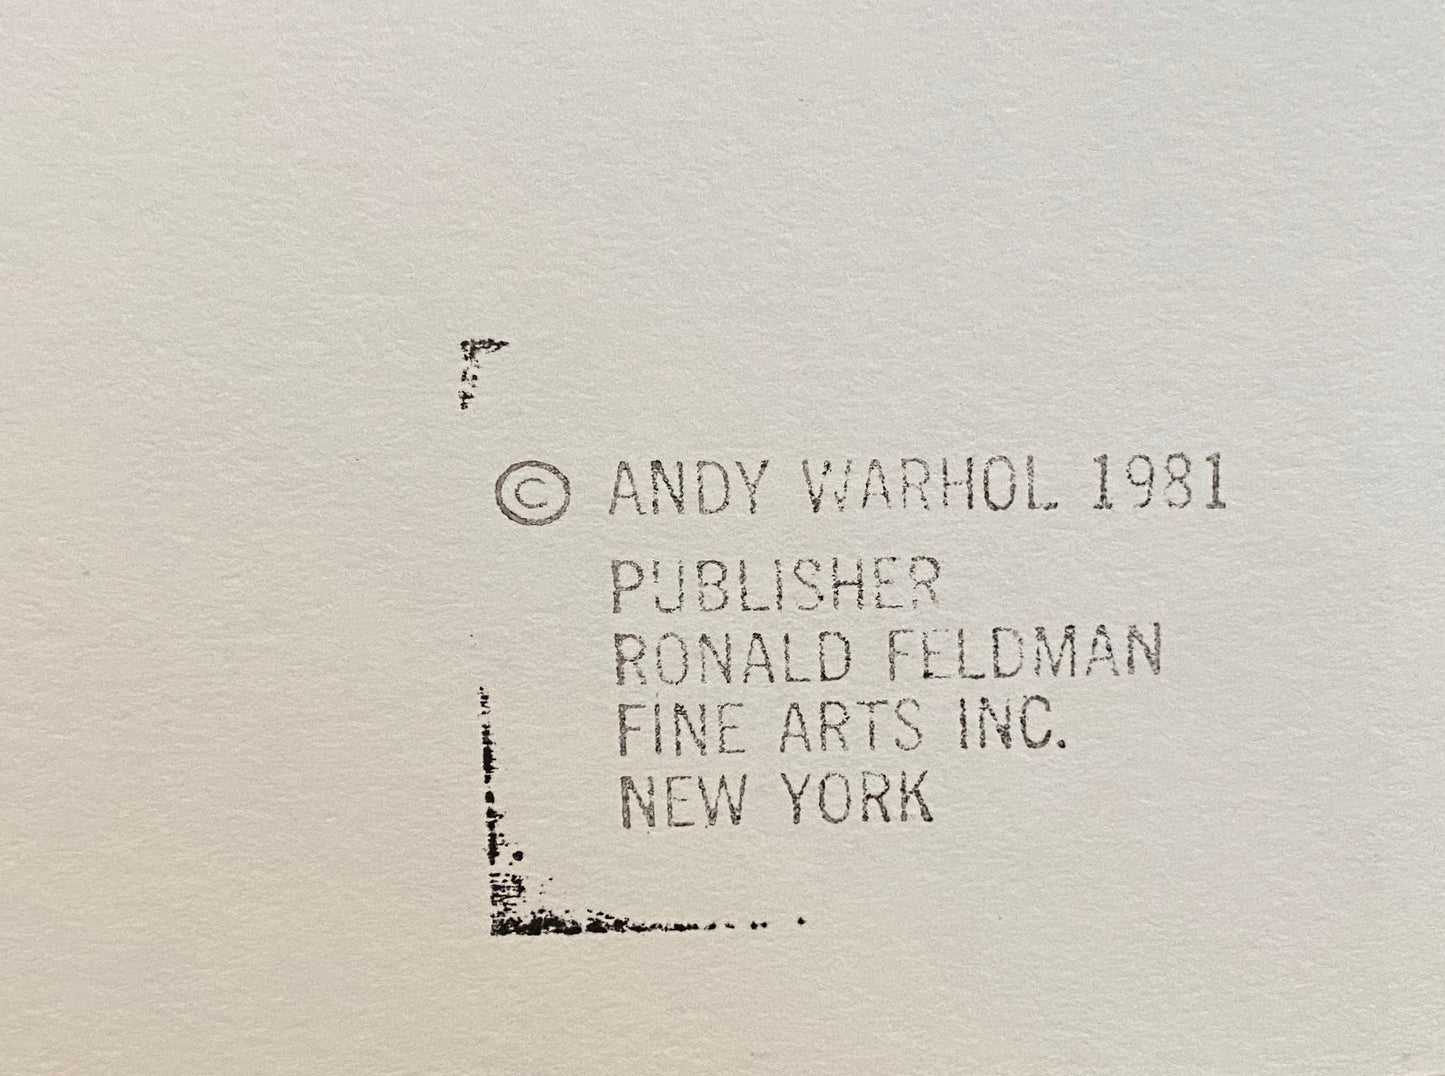 © ANDY WARHOL 1981
PUBLISHER
RONALD FELDMAN
FINE ARTS INC.
NEW YORK